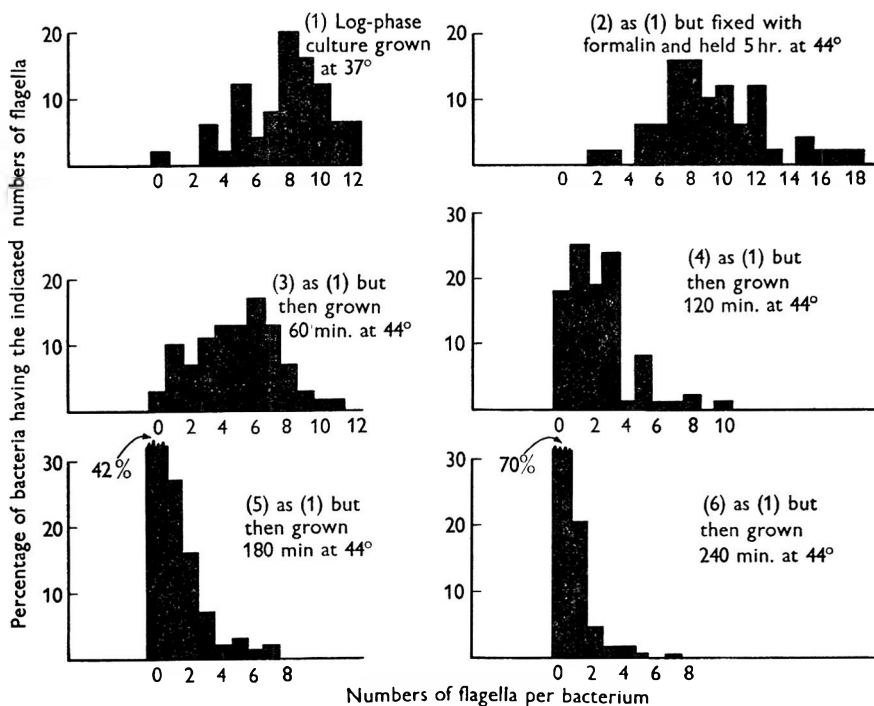 Percentage of bacteria having the indicated numbers of flagella
(1) Log-phase
culture grown
at 37°
20
10
0 2 4 6 8 10 12
(2) as (1) but fixed with
formalin and held 5 hr. at 44°
20
10
0 2 4 6 8 10 12 14 16 18
(3) as (1) but
then grown
60 min. at 44°
20
10
0 2 4 6 8 10 12
(4) as (1) but
then grown
120 min. at 44°
30
20
10
0 2 4 6 8 10
42%
(5) as (1) but
then grown
180 min at 44°
30
20
10
0 2 4 6 8
70%
(6) as (1) but
then grown
240 min. at 44°
30
20
10
0 2 4 6 8
Numbers of flagella per bacterium